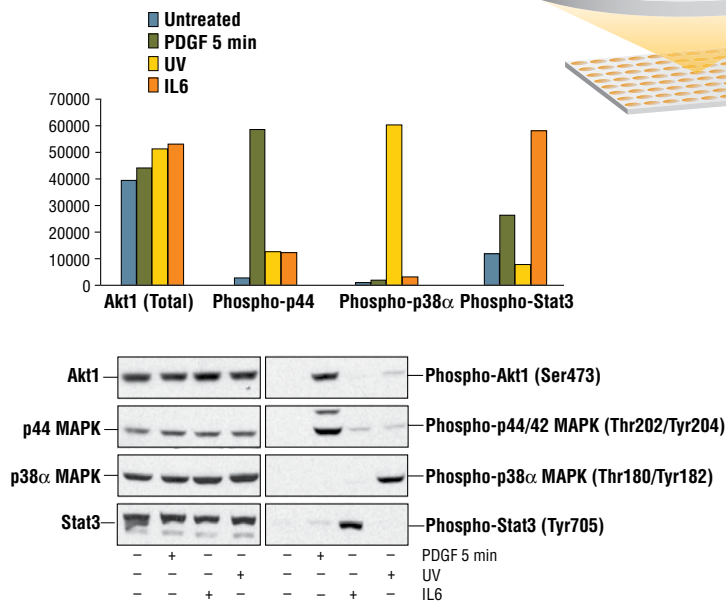 Untreated
PDGF 5 min
UV
IL6
70000
60000
50000
40000
30000
20000
10000
0
Akt1 (Total) Phospho-p44 Phospho-p38α Phospho-Stat3
Akt1 Phospho-Akt1 (Ser473)
p44 MAPK Phospho-p44/42 MAPK (Thr202/Tyr204)
p38α MAPK Phospho-p38α MAPK (Thr180/Tyr182)
Stat3 Phospho-Stat3 (Tyr705)
– + – – – + – – PDGF 5 min
– – – + – – – + UV
– – + – – – + – IL6